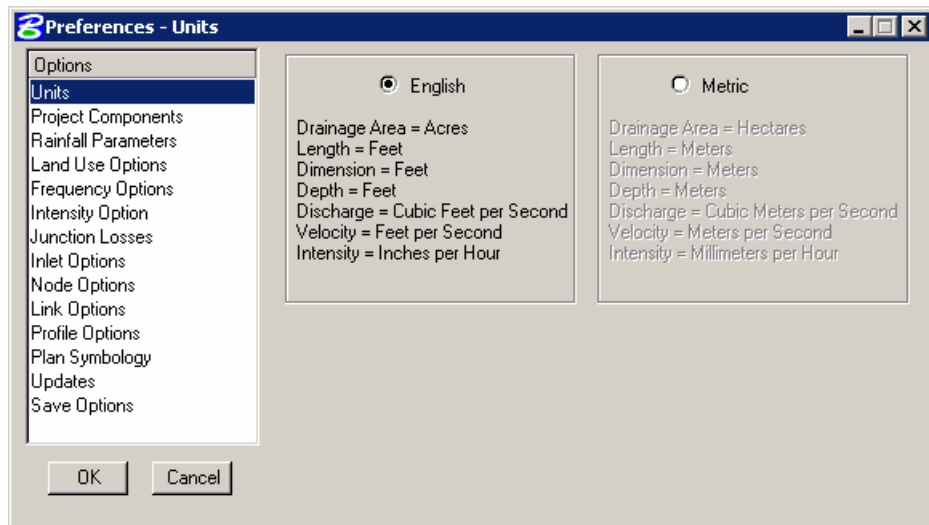 Preferences - Units
Options
Units
Project Components
Rainfall Parameters
Land Use Options
Frequency Options
Intensity Option
Junction Losses
Inlet Options
Node Options
Link Options
Profile Options
Plan Symbology
Updates
Save Options
OK
Cancel
English
Drainage Area = Acres
Length = Feet
Dimension = Feet
Depth = Feet
Discharge = Cubic Feet per Second
Velocity = Feet per Second
Intensity = Inches per Hour
Metric
Drainage Area = Hectares
Length = Meters
Dimension = Meters
Depth = Meters
Discharge = Cubic Meters per Second
Velocity = Meters per Second
Intensity = Millimeters per Hour